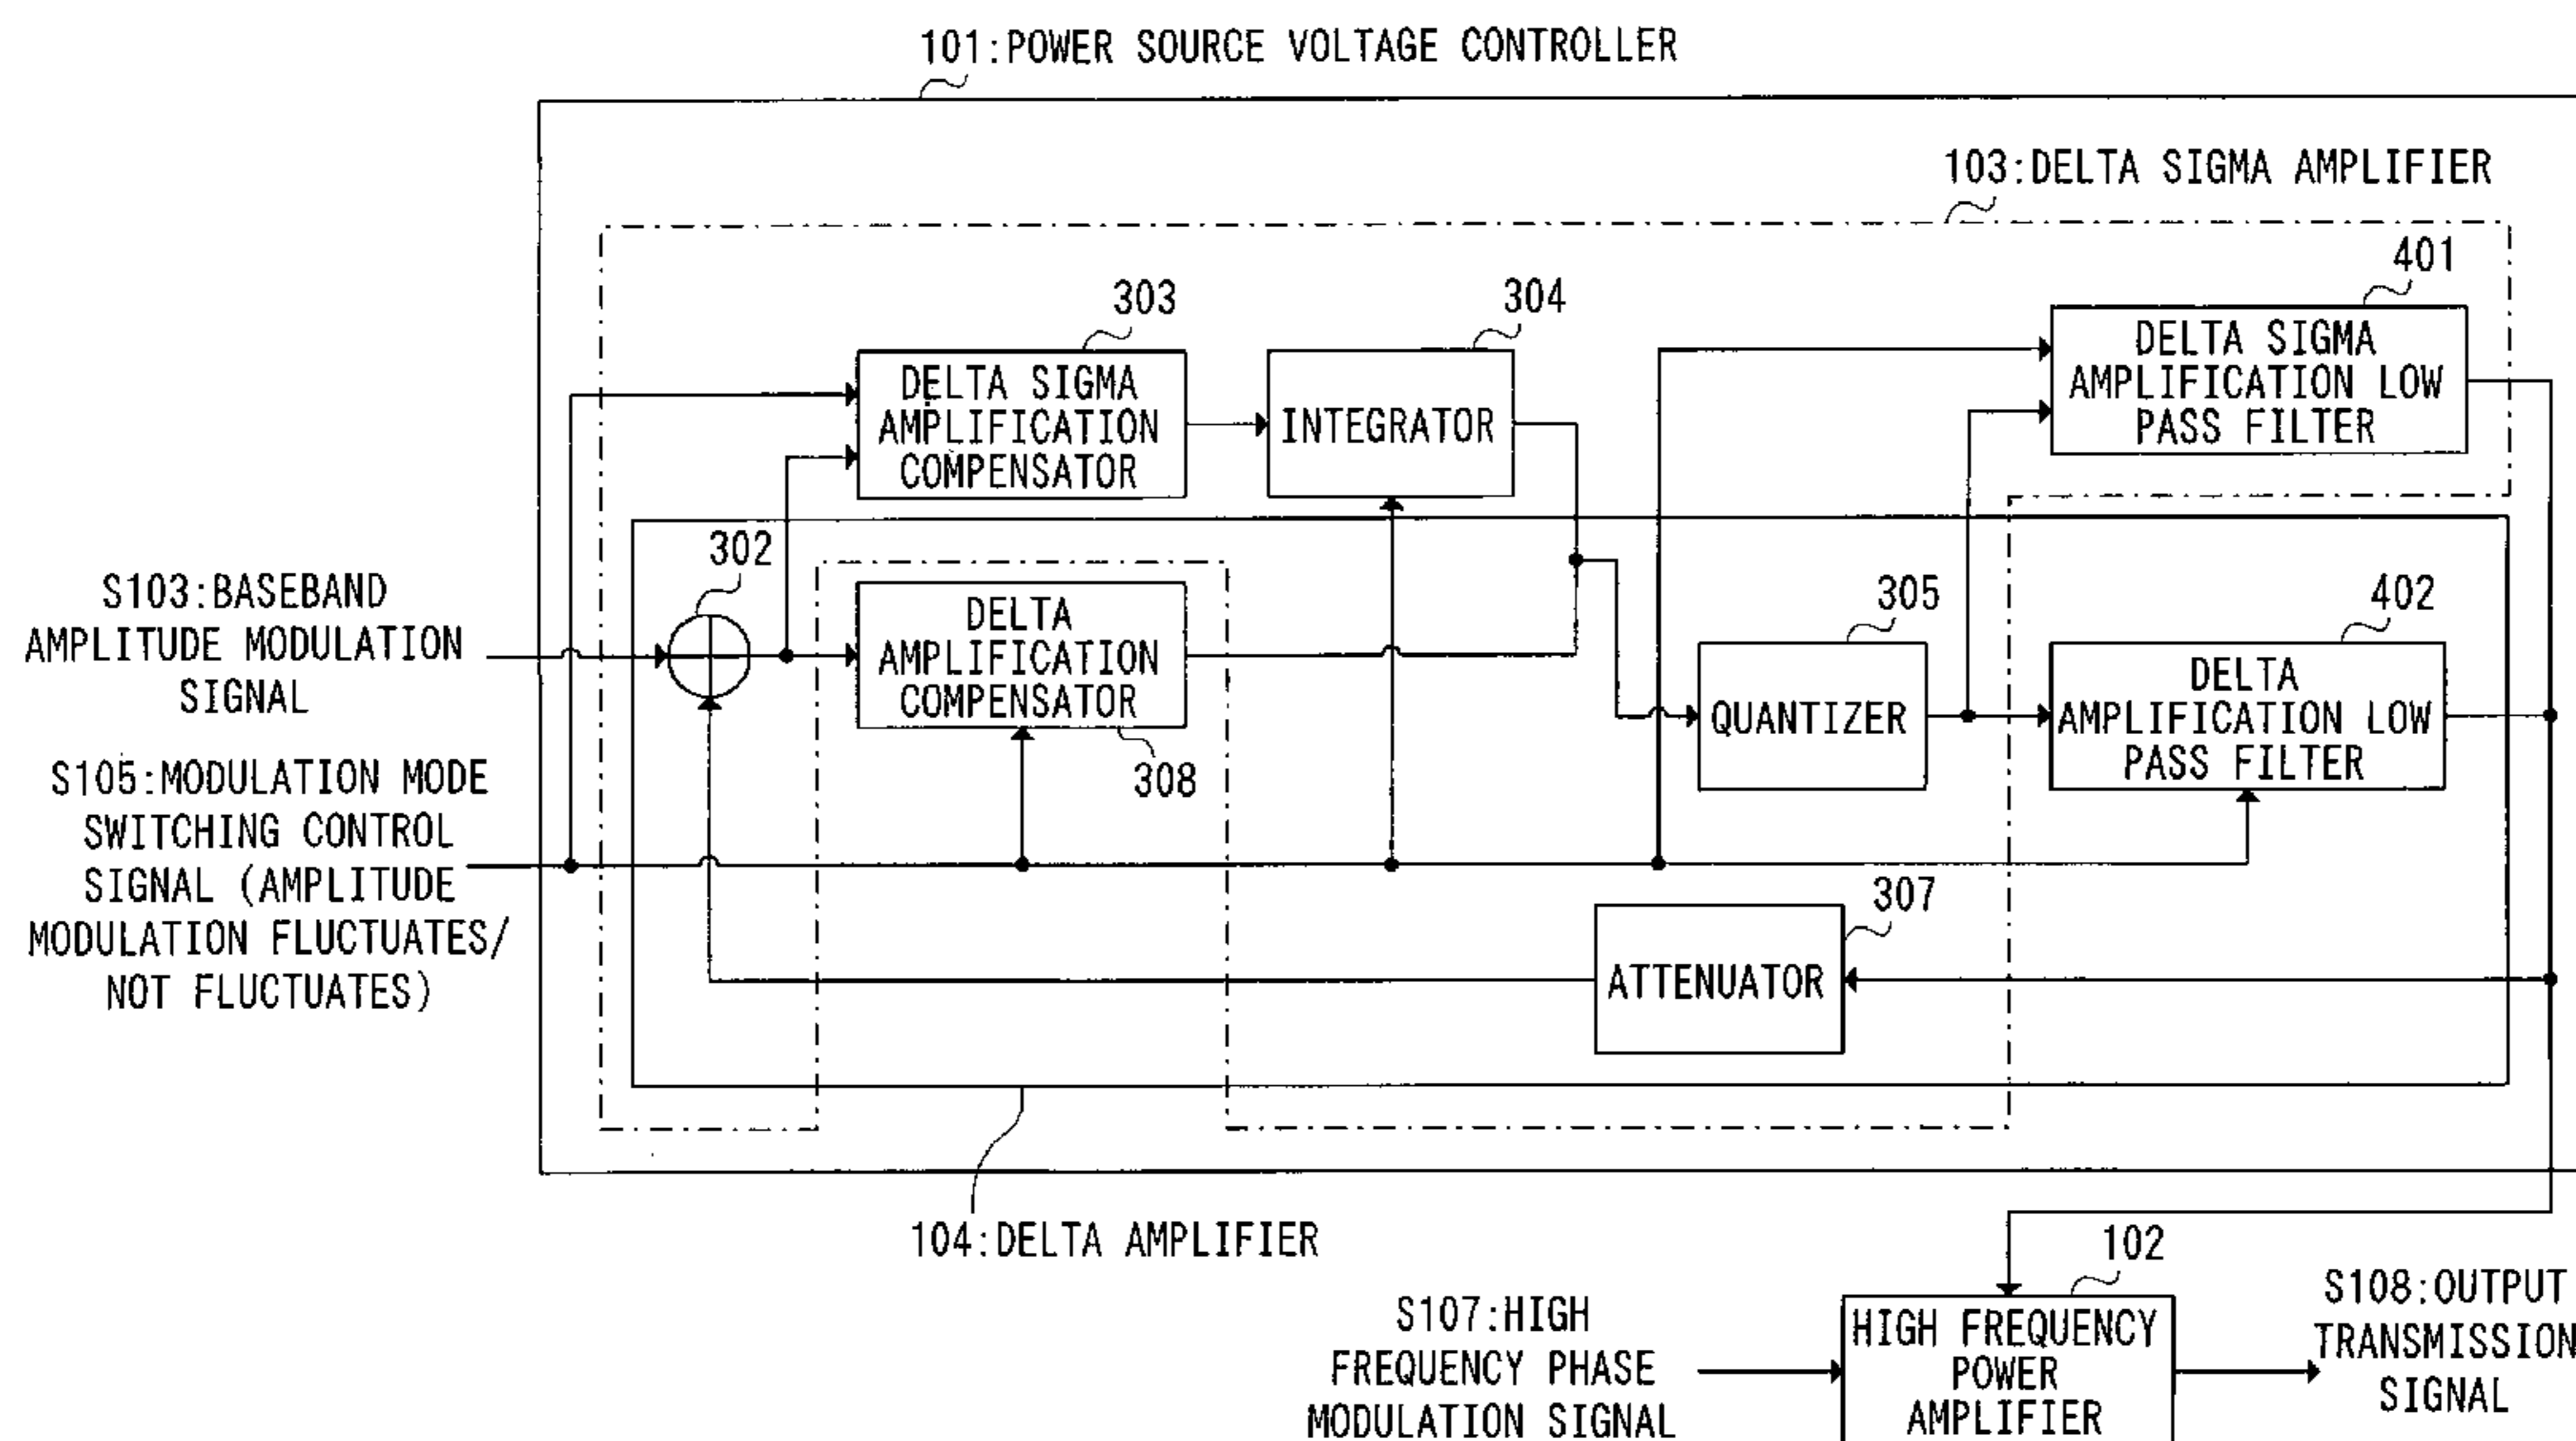 101:POWER SOURCE VOLTAGE CONTROLLER
103:DELTA SIGMA AMPLIFIER
401
303
304
DELTA SIGMA
AMPLIFICATION
COMPENSATOR
INTEGRATOR
DELTA SIGMA
AMPLIFICATION LOW
PASS FILTER
302
S103:BASEBAND
AMPLITUDE MODULATION
SIGNAL
DELTA
AMPLIFICATION
COMPENSATOR
308
305
QUANTIZER
402
DELTA
AMPLIFICATION LOW
PASS FILTER
S105:MODULATION MODE
SWITCHING CONTROL
SIGNAL (AMPLITUDE
MODULATION FLUCTUATES/
NOT FLUCTUATES)
307
ATTENUATOR
104:DELTA AMPLIFIER
102
S107:HIGH
FREQUENCY PHASE
MODULATION SIGNAL
HIGH FREQUENCY
POWER
AMPLIFIER
S108:OUTPUT
TRANSMISSION
SIGNAL